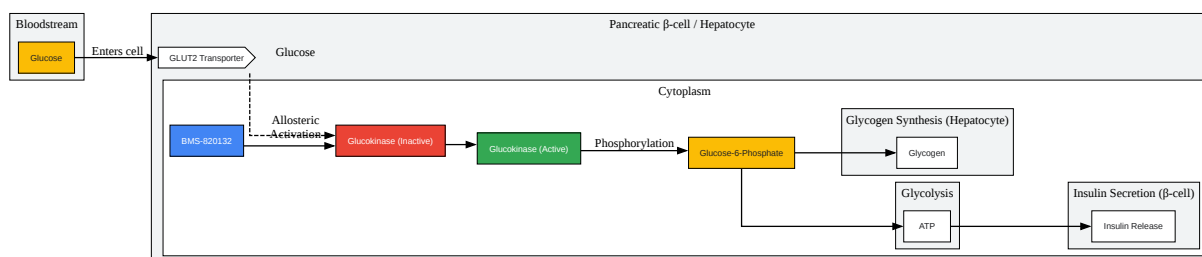 Bloodstream
Pancreatic β-cell / Hepatocyte
Glucose
Enters cell
GLUT2 Transporter
Glucose
Cytoplasm
BMS-820132
Allosteric
Activation
Glucokinase (Inactive)
Glucokinase (Active)
Phosphorylation
Glucose-6-Phosphate
Glycogen Synthesis (Hepatocyte)
Glycogen
Glycolysis
ATP
Insulin Secretion (β-cell)
Insulin Release